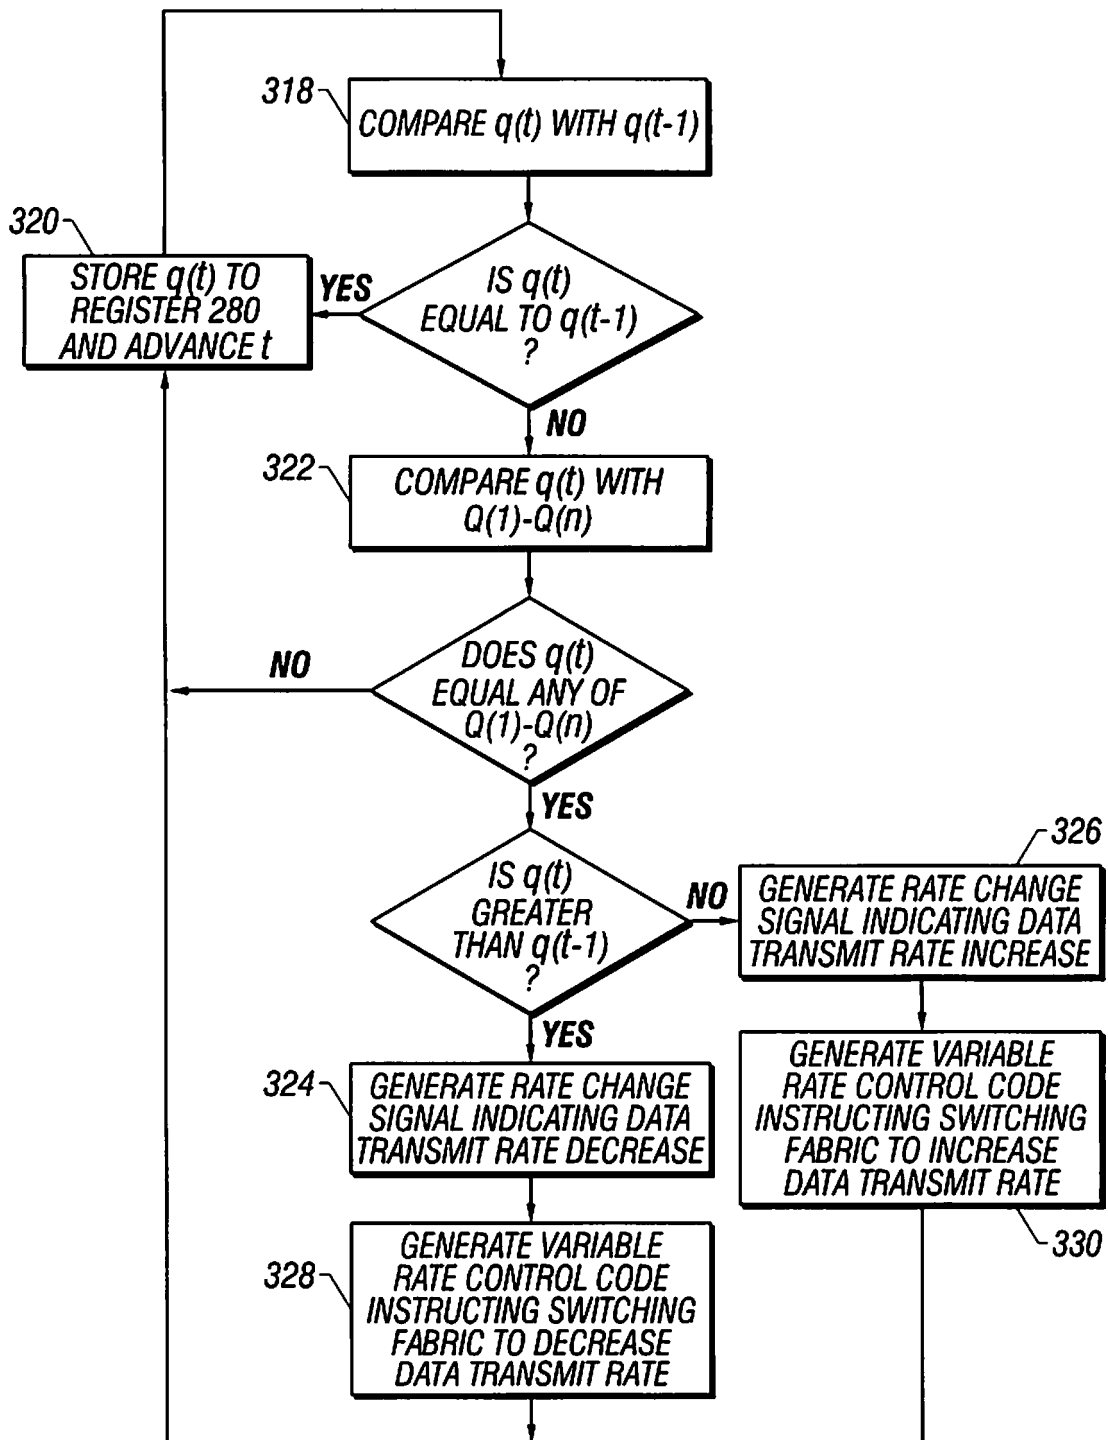 318
COMPARE q(t) WITH q(t-1)
320
STORE q(t) TO
REGISTER 280
AND ADVANCE t
YES
IS q(t)
EQUAL TO q(t-1)
?
NO
322
COMPARE q(t) WITH
Q(1)-Q(n)
NO
DOES q(t)
EQUAL ANY OF
Q(1)-Q(n)
?
YES
IS q(t)
GREATER
THAN q(t-1)
?
NO
326
GENERATE RATE CHANGE
SIGNAL INDICATING DATA
TRANSMIT RATE INCREASE
YES
324
GENERATE RATE CHANGE
SIGNAL INDICATING DATA
TRANSMIT RATE DECREASE
GENERATE VARIABLE
RATE CONTROL CODE
INSTRUCTING SWITCHING
FABRIC TO INCREASE
DATA TRANSMIT RATE
330
328
GENERATE VARIABLE
RATE CONTROL CODE
INSTRUCTING SWITCHING
FABRIC TO DECREASE
DATA TRANSMIT RATE